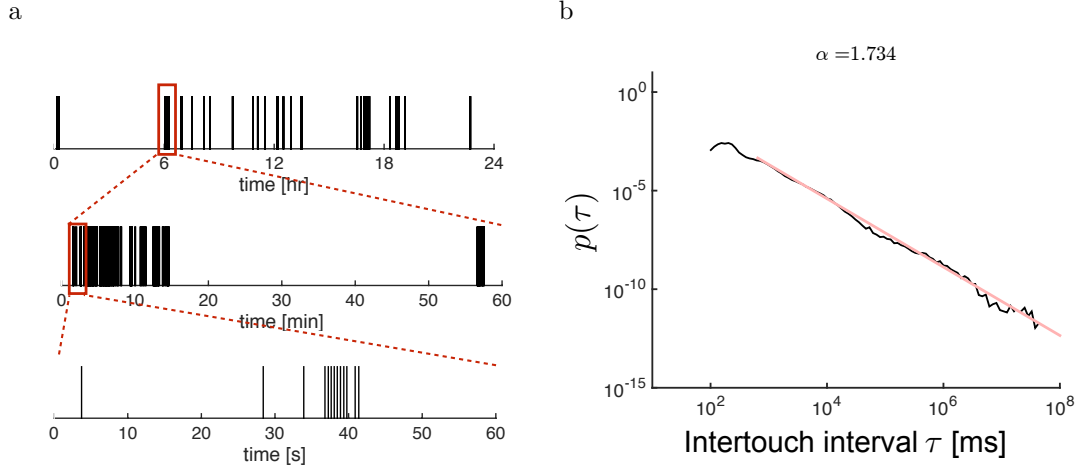 a
0 6 12 18 24
time [hr]
0 10 20 30 40 50 60
time [min]
0 10 20 30 40 50 60
time [s]
b
α =1.734
10^0
10^-5
10^-10
10^-15
p(τ)
10^2 10^4 10^6 10^8
Intertouch interval τ [ms]